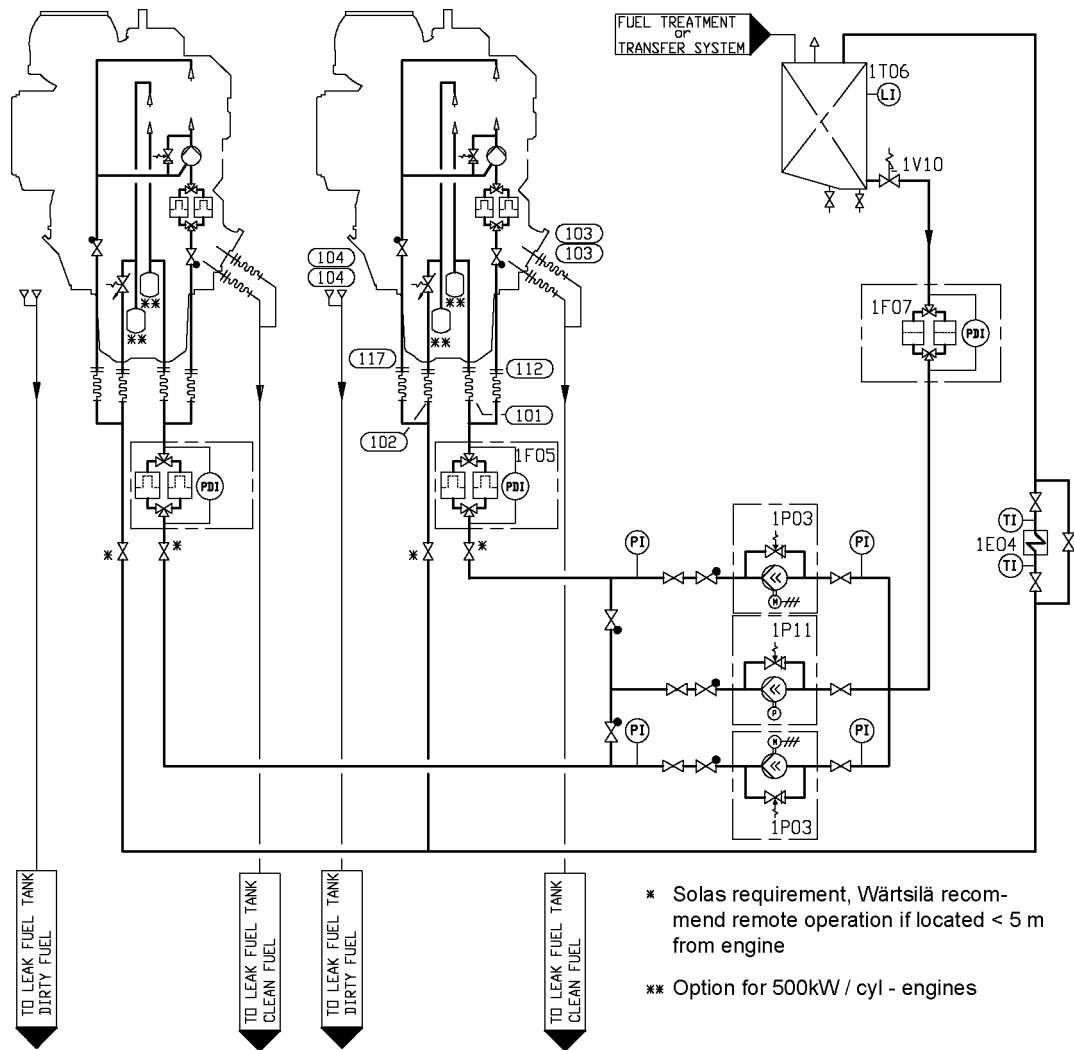 FUEL TREATMENT
or
TRANSFER SYSTEM
1T06
LI
1V10
103
103
104
104
1F07
PDI
**
**
**
**
117
112
101
102
1F05
PDI
PDI
*
*
*
*
TI
1E04
TI
1P03
PI
PI
M
1P11
P
PI
PI
M
1P03
TO LEAK FUEL TANK
DIRTY FUEL
TO LEAK FUEL TANK
CLEAN FUEL
TO LEAK FUEL TANK
DIRTY FUEL
TO LEAK FUEL TANK
CLEAN FUEL
* Solas requirement, Wärtsilä recom-
mend remote operation if located < 5 m
from engine
** Option for 500kW / cyl - engines